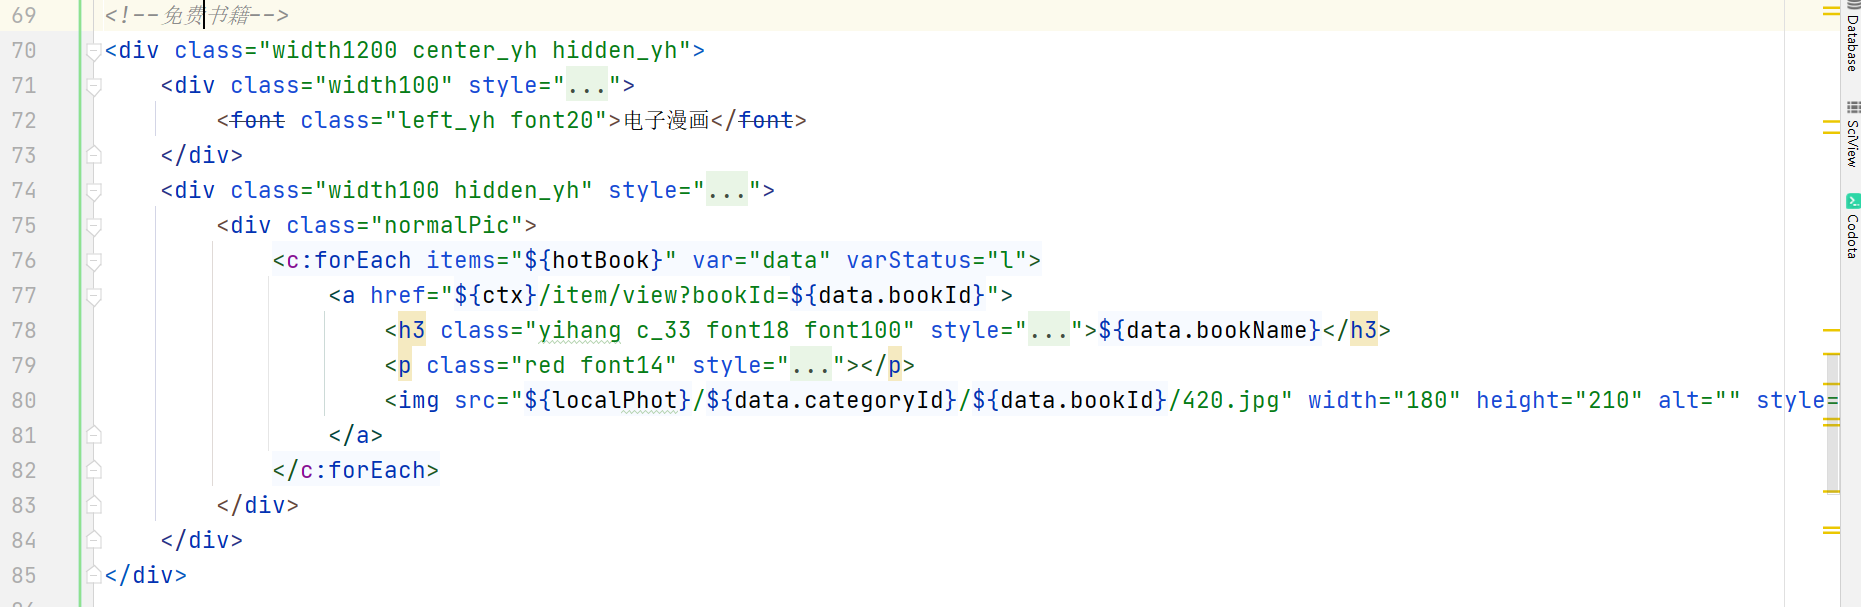 69 <!--免费书籍-->
70 <div class="width1200 center_yh hidden_yh">
71 <div class="width100" style="...">
72 <font class="left_yh font20">电子漫画</font>
73 </div>
74 <div class="width100 hidden_yh" style="...">
75 <div class="normalPic">
76 <c:forEach items="${hotBook}" var="data" varStatus="l">
77 <a href="${ctx}/item/view?bookId=${data.bookId}">
78 <h3 class="yihang c_33 font18 font100" style="...">${data.bookName}</h3>
79 <p class="red font14" style="..."></p>
80 <img src="${localPhot}/${data.categoryId}/${data.bookId}/420.jpg" width="180" height="210" alt="" style=
81 </a>
82 </c:forEach>
83 </div>
84 </div>
85 </div>
Database
SciView
Codota